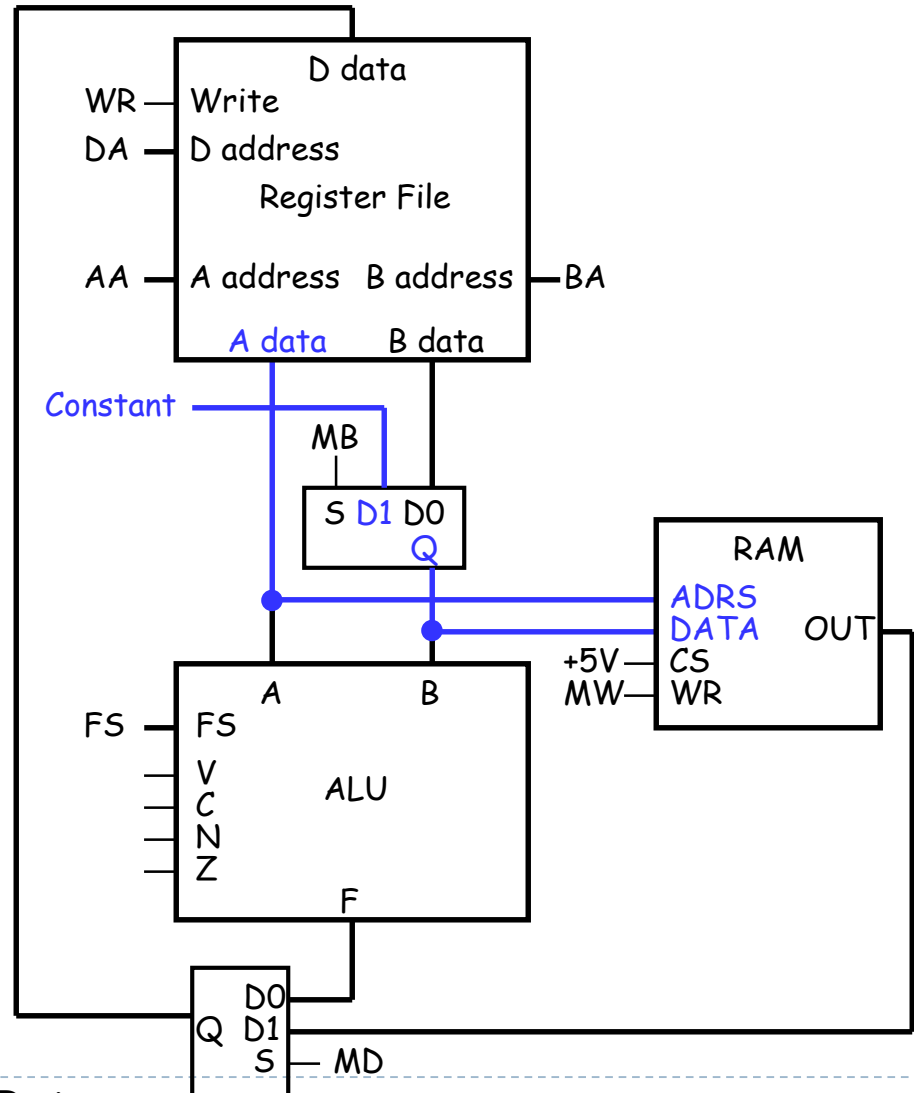 D data
WR Write
DA D address
Register File
AA A address B address BA
A data B data
Constant
MB
S D1 D0
Q
RAM
ADRS
DATA OUT
+5V CS
MW WR
A B
FS FS
V
ALU
C
N
Z
F
D0
Q D1
S MD